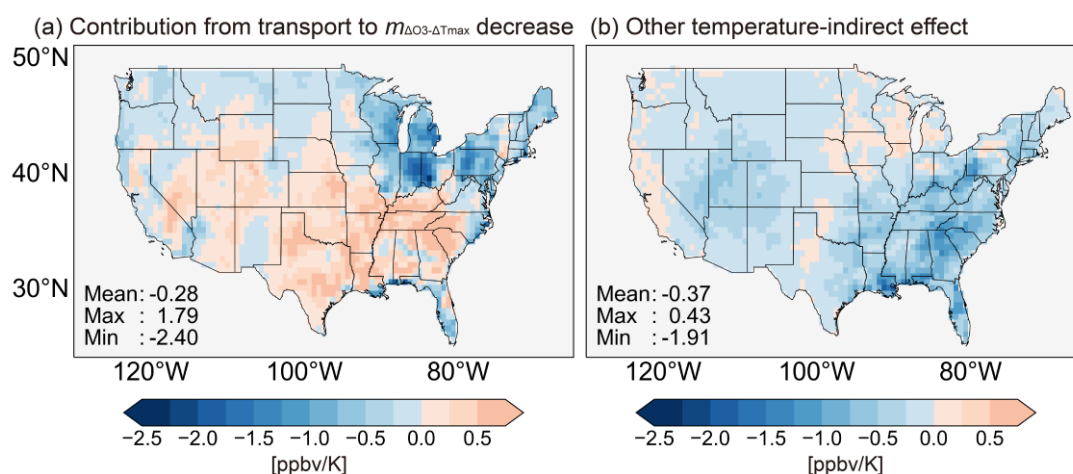 (a) Contribution from transport to mΔO3-ΔTmax decrease
(b) Other temperature-indirect effect
50°N
40°N
30°N
Mean: -0.28
Max : 1.79
Min : -2.40
Mean: -0.37
Max : 0.43
Min : -1.91
120°W 100°W 80°W
120°W 100°W 80°W
−2.5 −2.0 −1.5 −1.0 −0.5 0.0 0.5
[ppbv/K]
−2.5 −2.0 −1.5 −1.0 −0.5 0.0 0.5
[ppbv/K]